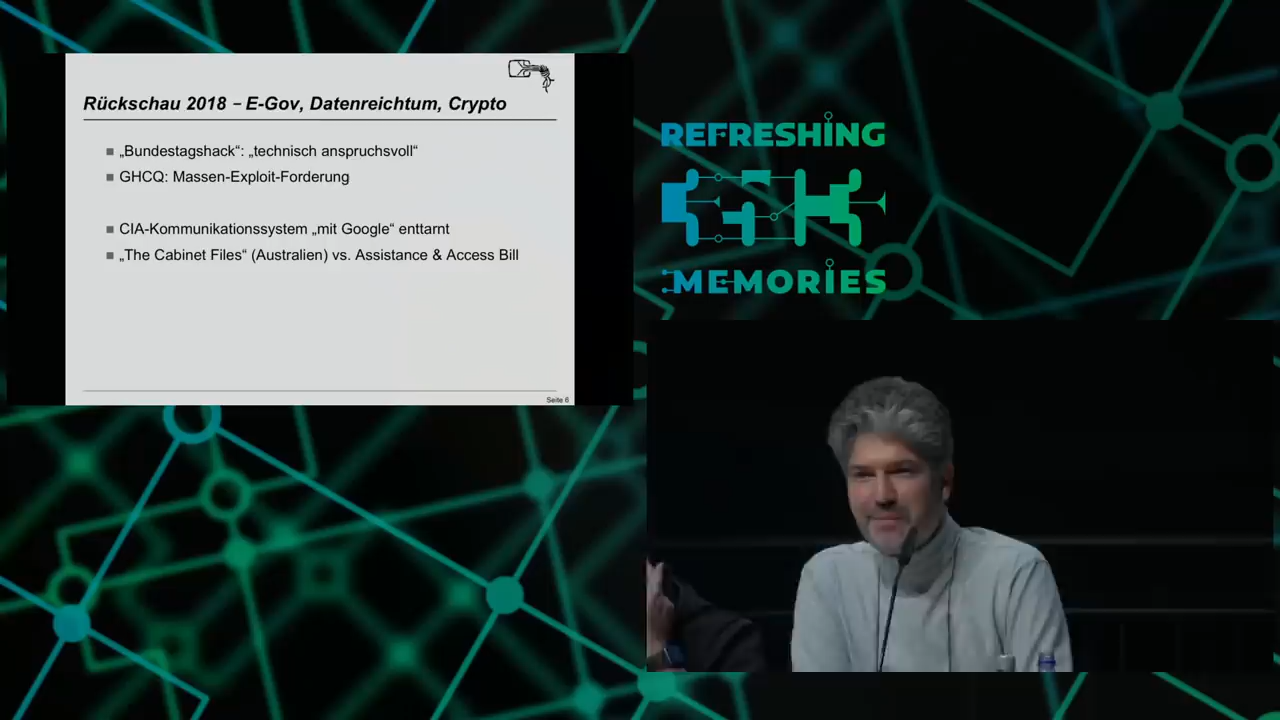 Rückschau 2018 – E-Gov, Datenreichtum, Crypto
„Bundestagshack“: „technisch anspruchsvoll“
GHCQ: Massen-Exploit-Forderung
CIA-Kommunikationssystem „mit Google“ enttarnt
„The Cabinet Files“ (Australien) vs. Assistance & Access Bill
Seite 6
REFRESHING
MEMORIES